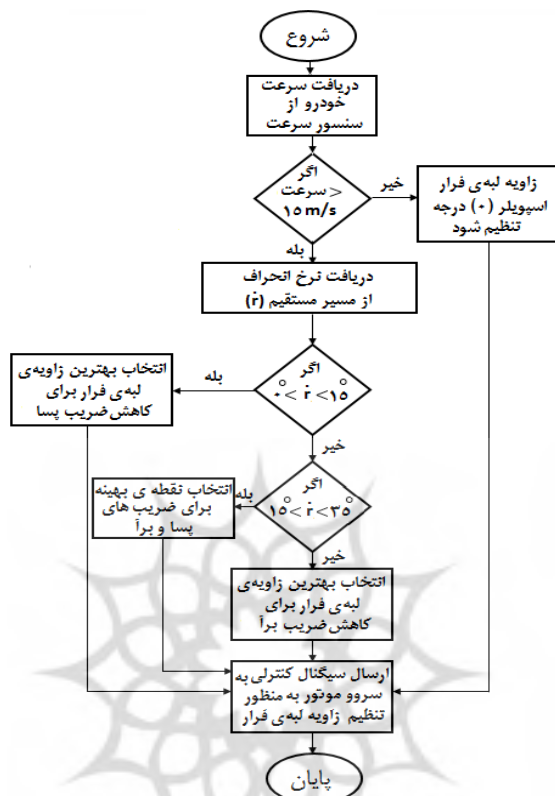 شروع
دریافت سرعت
خودرو از
سنسور سرعت
اگر
سرعت >
۱۵ m/s
خیر
زاویه لبه‌ی فرار
اسپویلر (۰) درجه
تنظیم شود
بله
دریافت نرخ انحراف
از مسیر مستقیم (ṙ)
اگر
۰° < ṙ < ۱۵°
بله
انتخاب بهترین زاویه‌ی
لبه‌ی فرار برای
کاهش ضریب پسا
خیر
اگر
۱۵° < ṙ < ۳۵°
بله
انتخاب نقطه ی بهینه
برای ضریب های
پسا و برآ
خیر
انتخاب بهترین زاویه‌ی
لبه‌ی فرار برای
کاهش ضریب برآ
ارسال سیگنال کنترلی به
سروو موتور به منظور
تنظیم زاویه لبه‌ی فرار
پایان